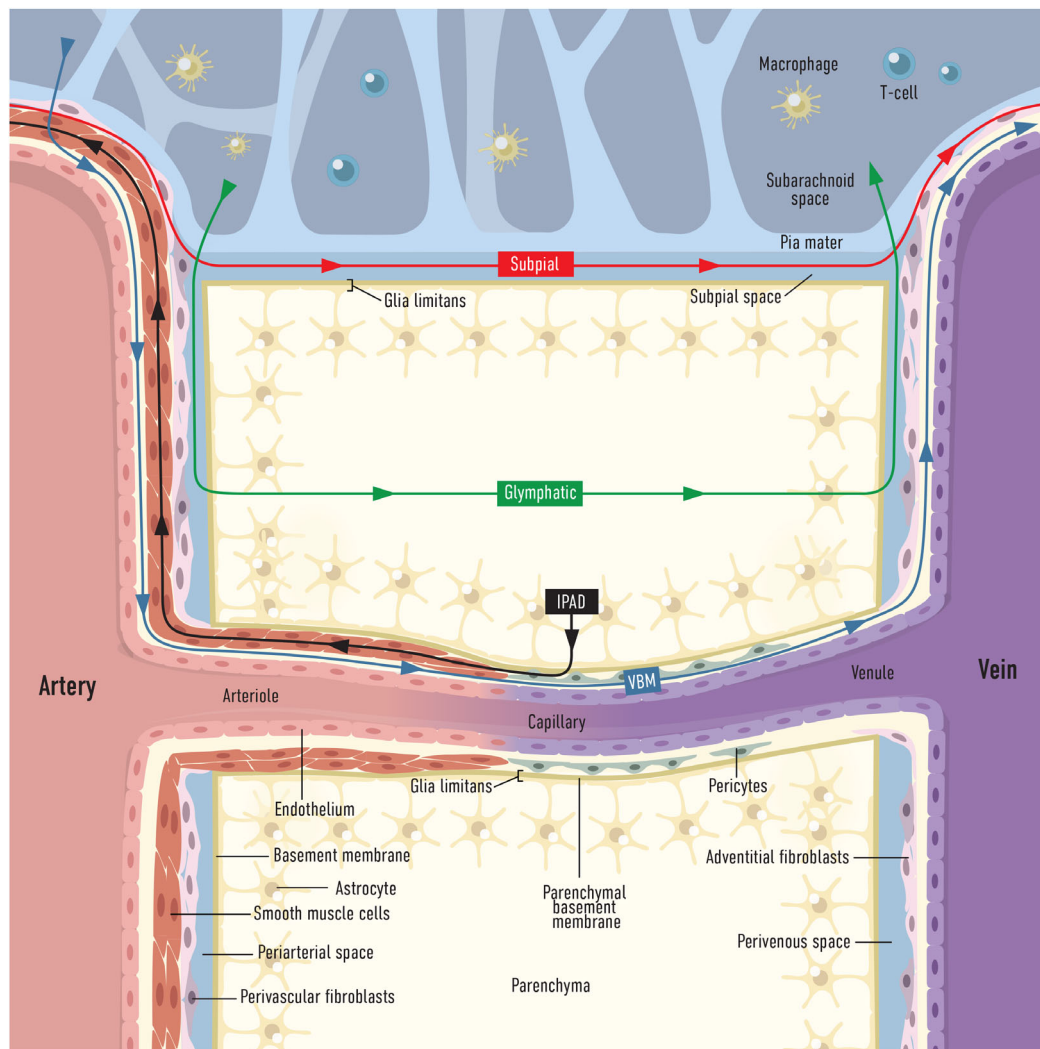 Macrophage
T-cell
Subarachnoid
space
Pia mater
Subpial
Glia limitans
Subpial space
Glymphatic
IPAD
VBM
Artery
Arteriole
Capillary
Venule
Vein
Glia limitans
Pericytes
Endothelium
Basement membrane
Astrocyte
Smooth muscle cells
Periarterial space
Perivascular fibroblasts
Parenchymal
basement
membrane
Adventitial fibroblasts
Perivenous space
Parenchyma